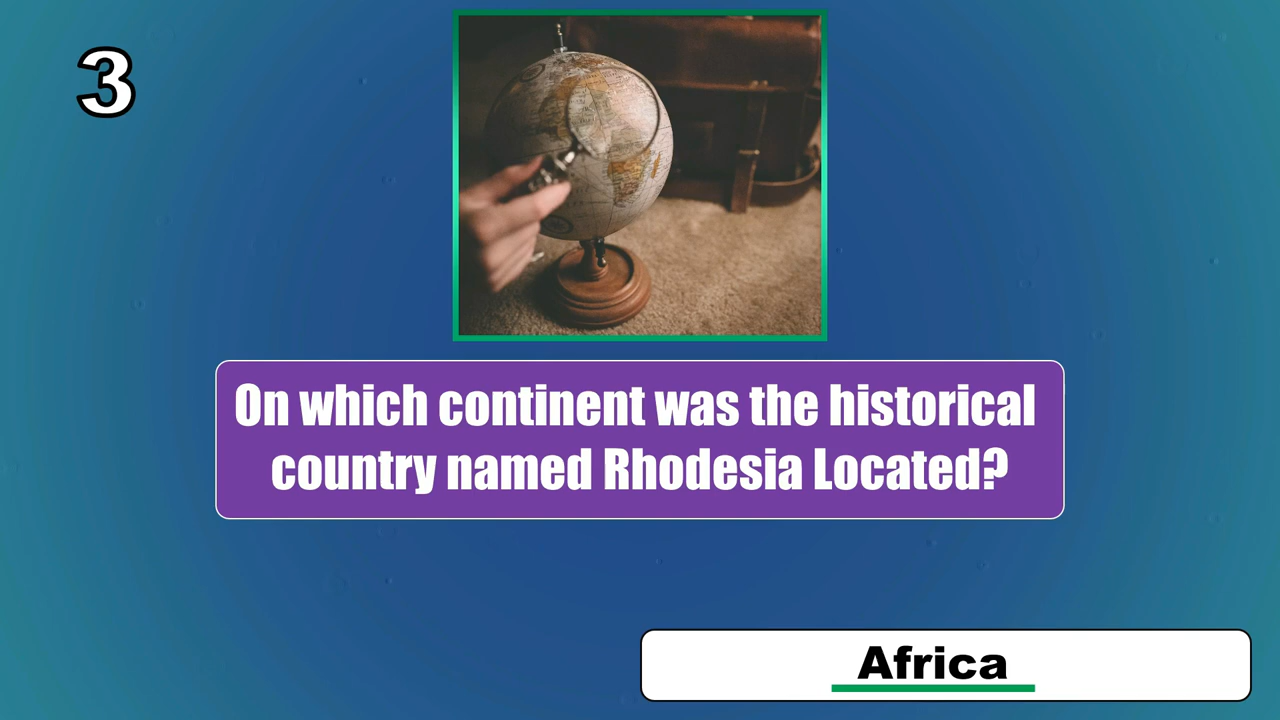 3
On which continent was the historical
country named Rhodesia Located?
Africa